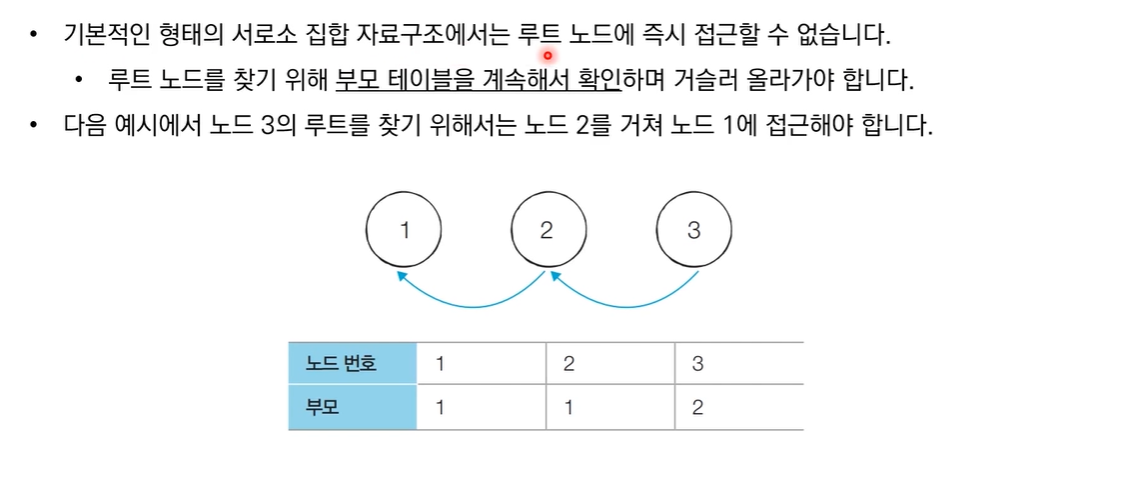 • 기본적인 형태의 서로소 집합 자료구조에서는 루트 노드에 즉시 접근할 수 없습니다.
• 루트 노드를 찾기 위해 부모 테이블을 계속해서 확인하며 거슬러 올라가야 합니다.
• 다음 예시에서 노드 3의 루트를 찾기 위해서는 노드 2를 거쳐 노드 1에 접근해야 합니다.
1 2 3
노드 번호 1 2 3
부모 1 1 2